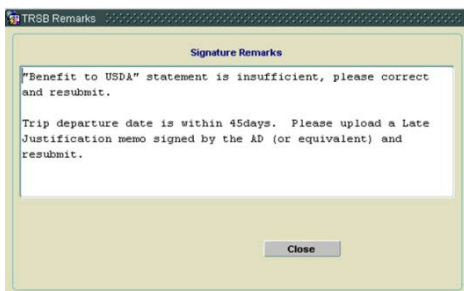 TRSB Remarks
Signature Remarks
"Benefit to USDA" statement is insufficient, please correct
and resubmit.
Trip departure date is within 45days.  Please upload a Late
Justification memo signed by the AD (or equivalent) and
resubmit.
Close